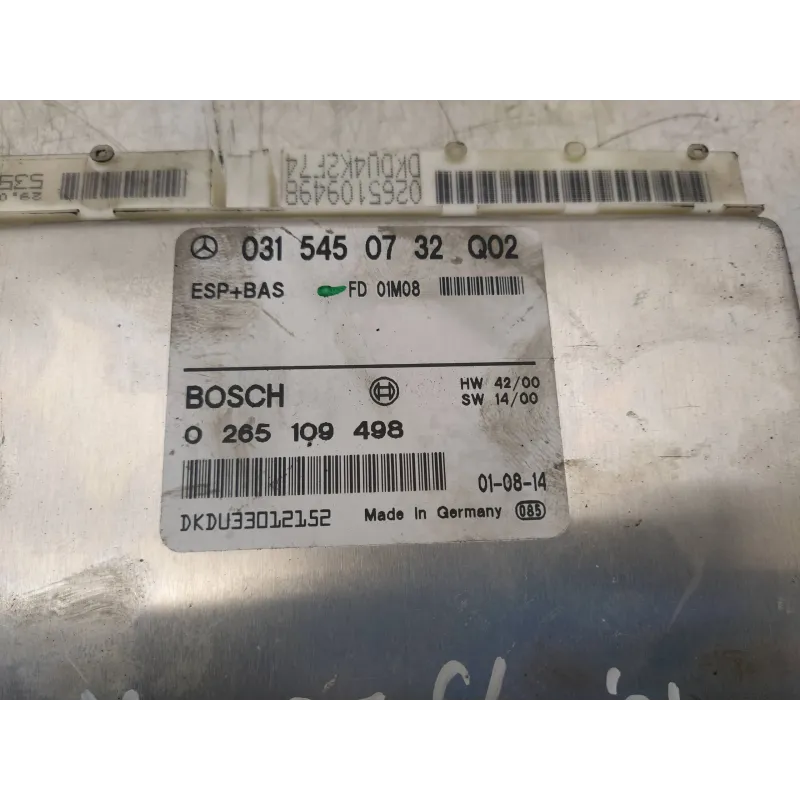 0265109498
DKDU4K2F74
031 545 07 32 Q02
ESP+BAS FD 01M08
BOSCH HW 42/00
SW 14/00
0 265 109 498
01-08-14
DKDU33012152 Made in Germany 085